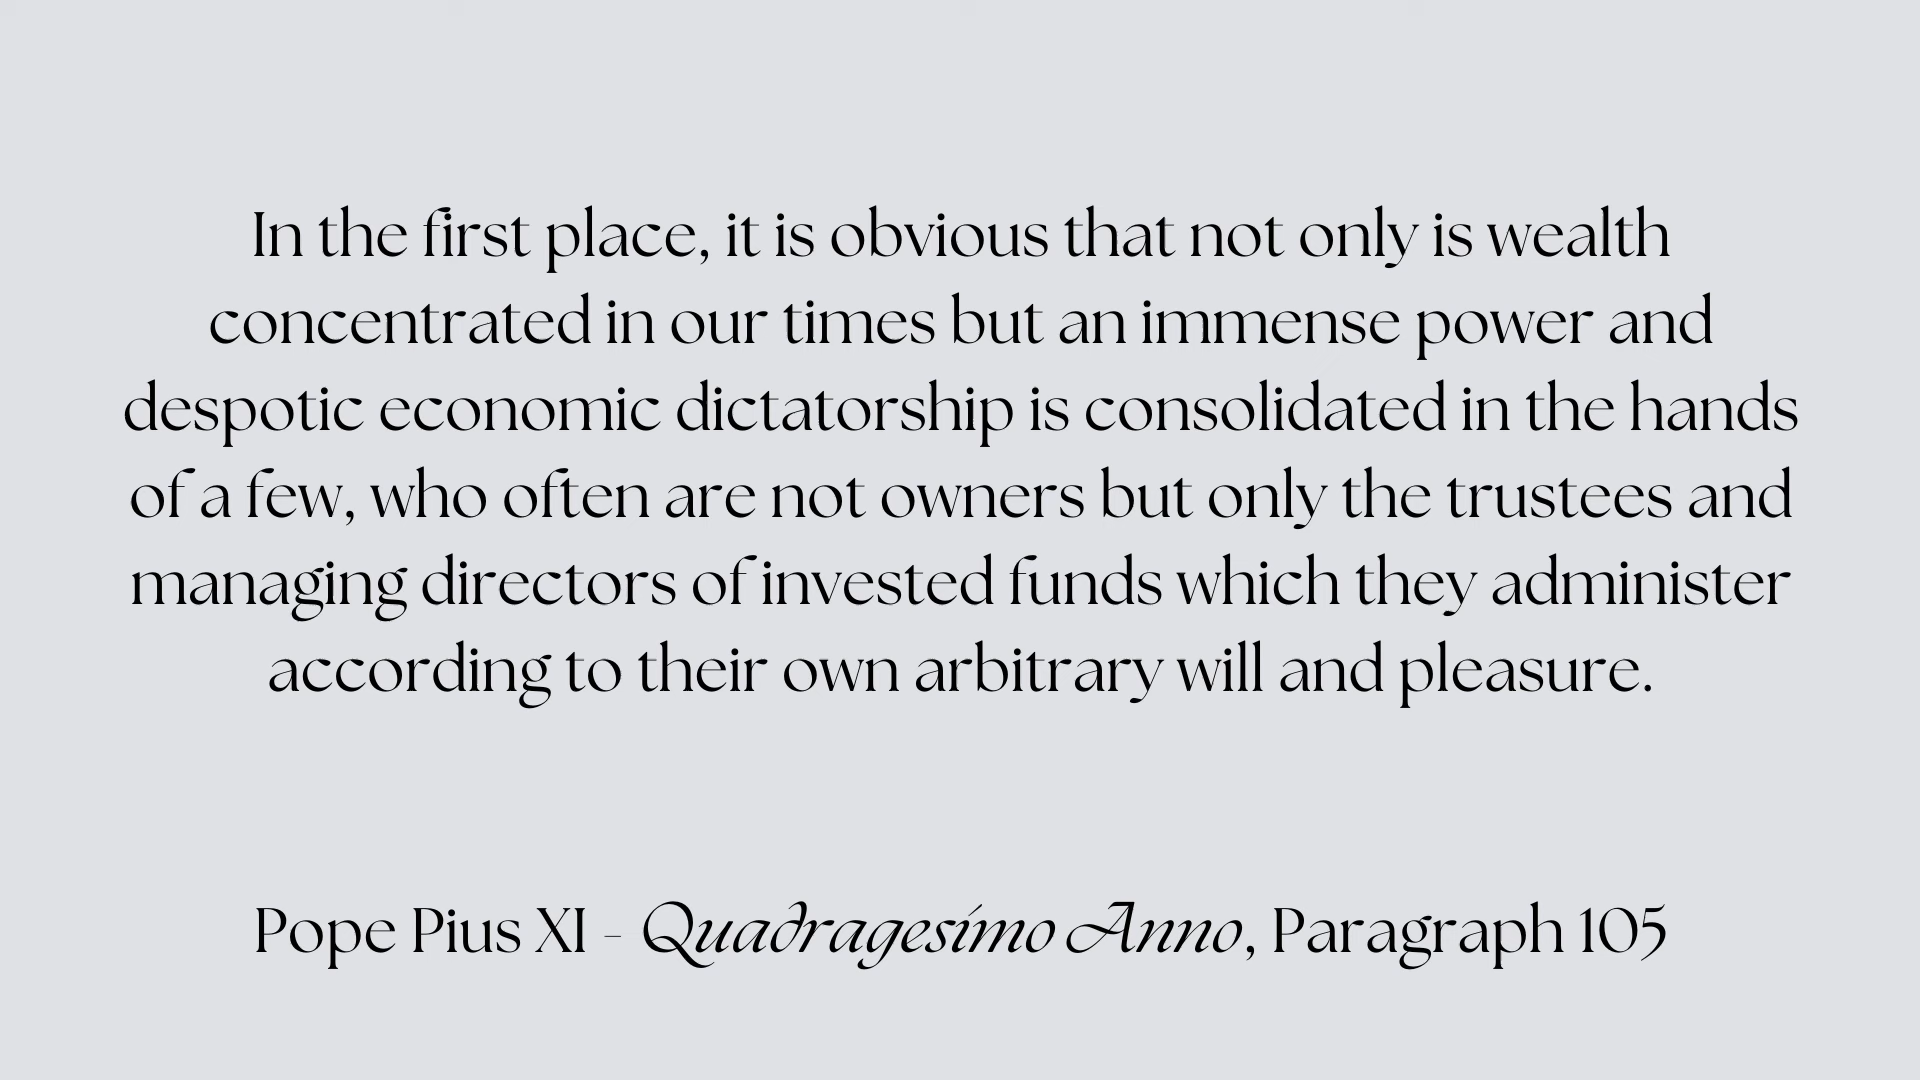 In the first place, it is obvious that not only is wealth
concentrated in our times but an immense power and
despotic economic dictatorship is consolidated in the hands
of a few, who often are not owners but only the trustees and
managing directors of invested funds which they administer
according to their own arbitrary will and pleasure.
Pope Pius XI - Quadragesimo Anno, Paragraph 105